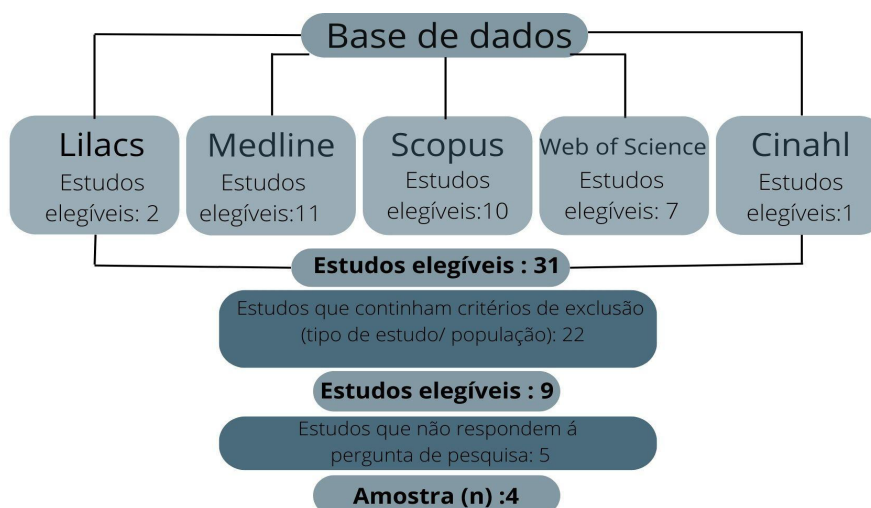 Base de dados
Lilacs
Estudos
elegíveis: 2
Medline
Estudos
elegíveis:11
Scopus
Estudos
elegíveis:10
Web of Science
Estudos
elegíveis: 7
Cinahl
Estudos
elegíveis:1
Estudos elegíveis : 31
Estudos que continham critérios de exclusão
(tipo de estudo/ população): 22
Estudos elegíveis : 9
Estudos que não respondem á
pergunta de pesquisa: 5
Amostra (n) :4